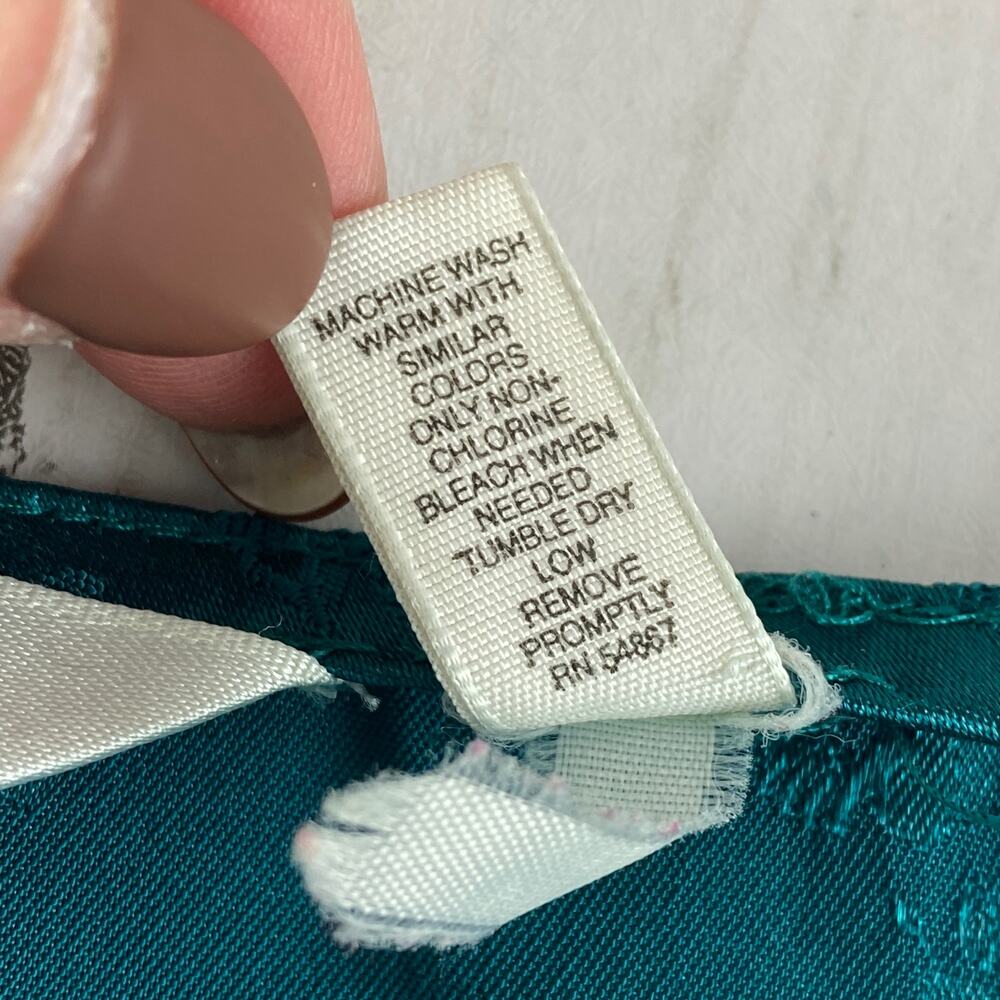 MACHINE WASH
WARM WITH
SIMILAR
COLORS
ONLY NON-
CHLORINE
BLEACH WHEN
NEEDED
TUMBLE DRY
LOW
REMOVE
PROMPTLY
RN 54867